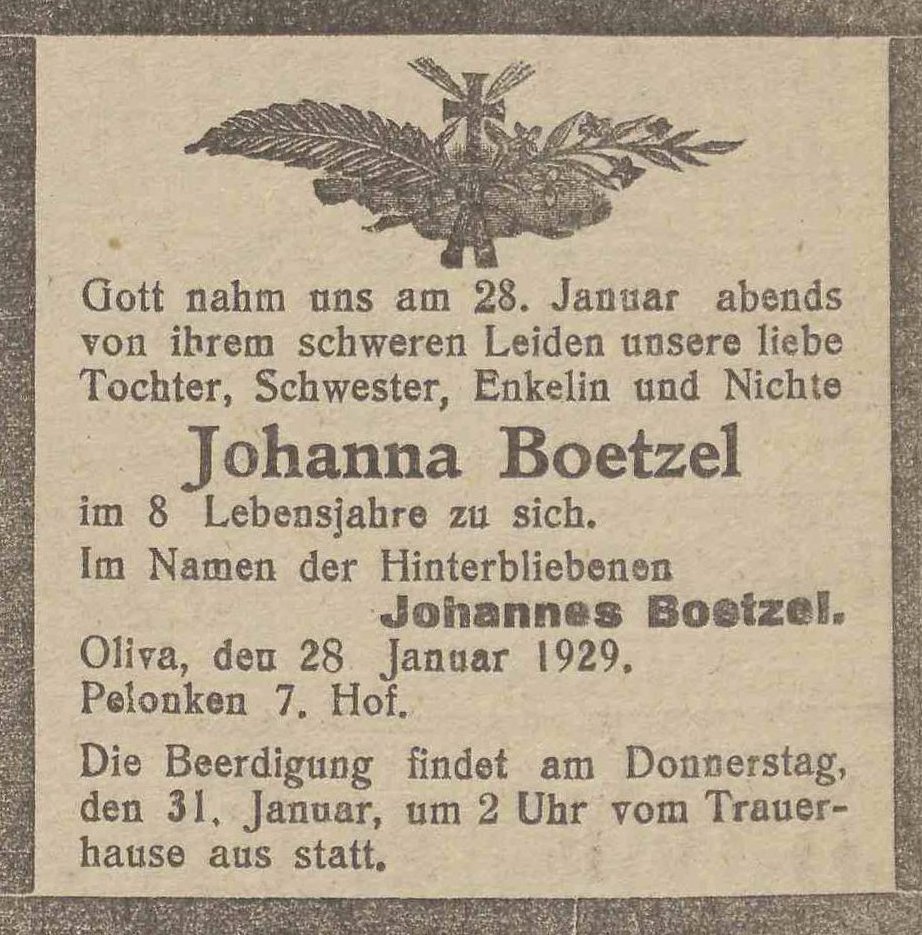 Gott nahm uns am 28. Januar abends
von ihrem schweren Leiden unsere liebe
Tochter, Schwester, Enkelin und Nichte
Johanna Boetzel
im 8 Lebensjahre zu sich.
Im Namen der Hinterbliebenen
Johannes Boetzel.
Oliva, den 28 Januar 1929.
Pelonken 7. Hof.
Die Beerdigung findet am Donnerstag,
den 31. Januar, um 2 Uhr vom Trauer-
hause aus statt.